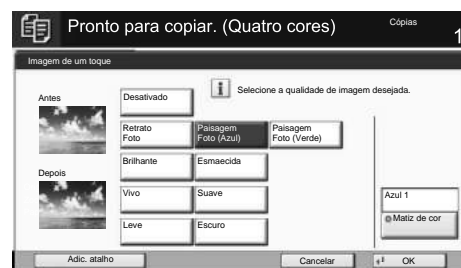 Pronto para copiar. (Quatro cores)
Cópias
1
Imagem de um toque
Selecione a qualidade de imagem desejada.
Antes
Desativado
Retrato
Foto
Paisagem
Foto (Azul)
Paisagem
Foto (Verde)
Brilhante
Esmaecida
Depois
Vivo
Suave
Azul 1
Matiz de cor
Leve
Escuro
Adic. atalho
Cancelar
OK